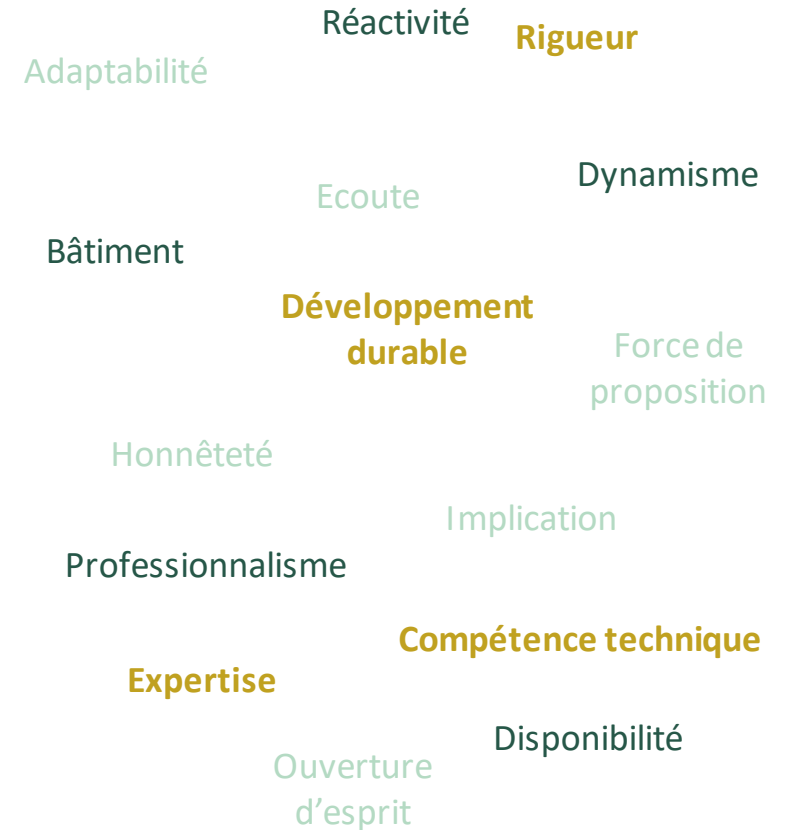 Réactivité
Rigueur
Adaptabilité
Dynamisme
Ecoute
Bâtiment
Développement
durable
Force de
proposition
Honnêteté
Implication
Professionnalisme
Compétence technique
Expertise
Disponibilité
Ouverture
d’esprit